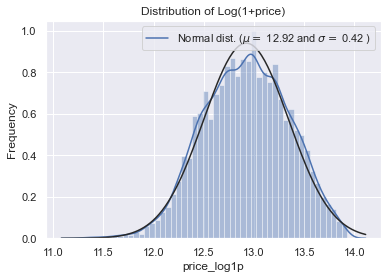 Distribution of Log(1+price)
Normal dist. (μ = 12.92 and σ = 0.42 )
Frequency
1.0
0.8
0.6
0.4
0.2
0.0
11.0 11.5 12.0 12.5 13.0 13.5 14.0
price_log1p